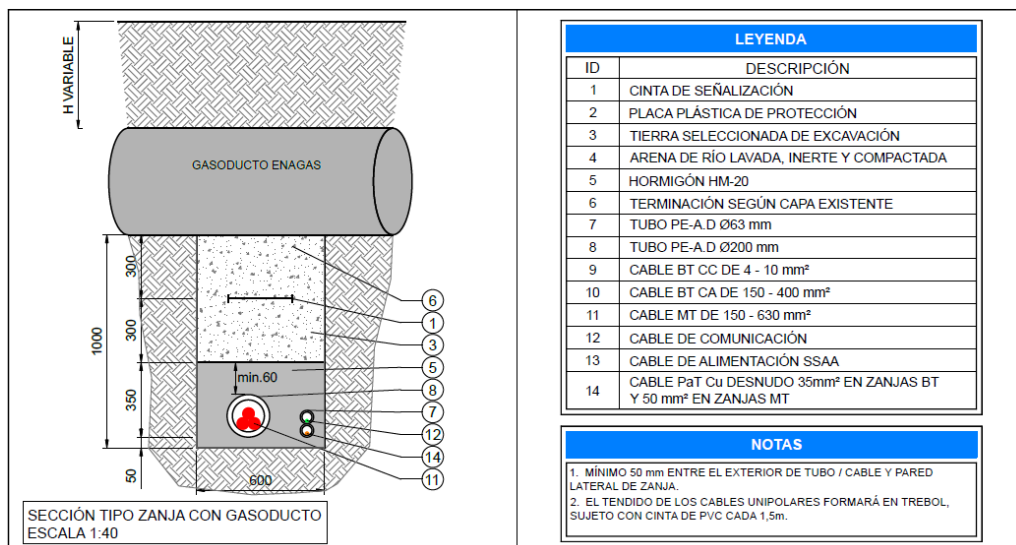 H VARIABLE
GASODUCTO ENAGAS
300
300
1000
350
50
min.60
600
6
1
3
5
8
7
12
14
11
SECCIÓN TIPO ZANJA CON GASODUCTO
ESCALA 1:40
LEYENDA
ID DESCRIPCIÓN
1 CINTA DE SEÑALIZACIÓN
2 PLACA PLÁSTICA DE PROTECCIÓN
3 TIERRA SELECCIONADA DE EXCAVACIÓN
4 ARENA DE RÍO LAVADA, INERTE Y COMPACTADA
5 HORMIGÓN HM-20
6 TERMINACIÓN SEGÚN CAPA EXISTENTE
7 TUBO PE-A.D Ø63 mm
8 TUBO PE-A.D Ø200 mm
9 CABLE BT CC DE 4 - 10 mm²
10 CABLE BT CA DE 150 - 400 mm²
11 CABLE MT DE 150 - 630 mm²
12 CABLE DE COMUNICACIÓN
13 CABLE DE ALIMENTACIÓN SSAA
14 CABLE PaT Cu DESNUDO 35mm² EN ZANJAS BT
Y 50 mm² EN ZANJAS MT
NOTAS
1. MÍNIMO 50 mm ENTRE EL EXTERIOR DE TUBO / CABLE Y PARED
LATERAL DE ZANJA.
2. EL TENDIDO DE LOS CABLES UNIPOLARES FORMARÁ EN TREBOL,
SUJETO CON CINTA DE PVC CADA 1,5m.